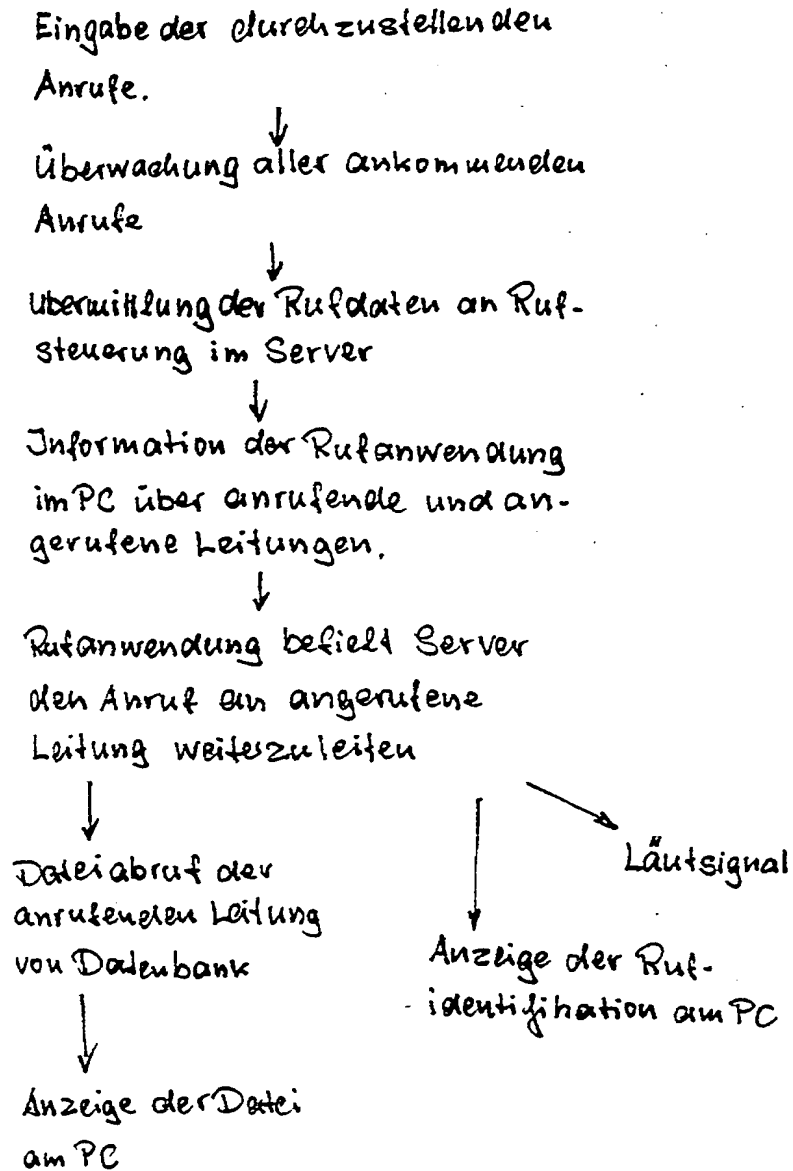 Eingabe der durchzustellenden
Anrufe.
Überwachung aller ankommenden
Anrufe
Übermittlung der Rufdaten an Ruf-
steuerung im Server
Information der Rufanwendung
im PC über anrufende und an-
gerufene Leitungen.
Rufanwendung befielt Server
den Anruf an angerufene
Leitung weiterzuleiten
Läutsignal
Dateiabruf der
anrufenden Leitung
von Datenbank
Anzeige der Ruf-
identifikation am PC
Anzeige der Datei
am PC